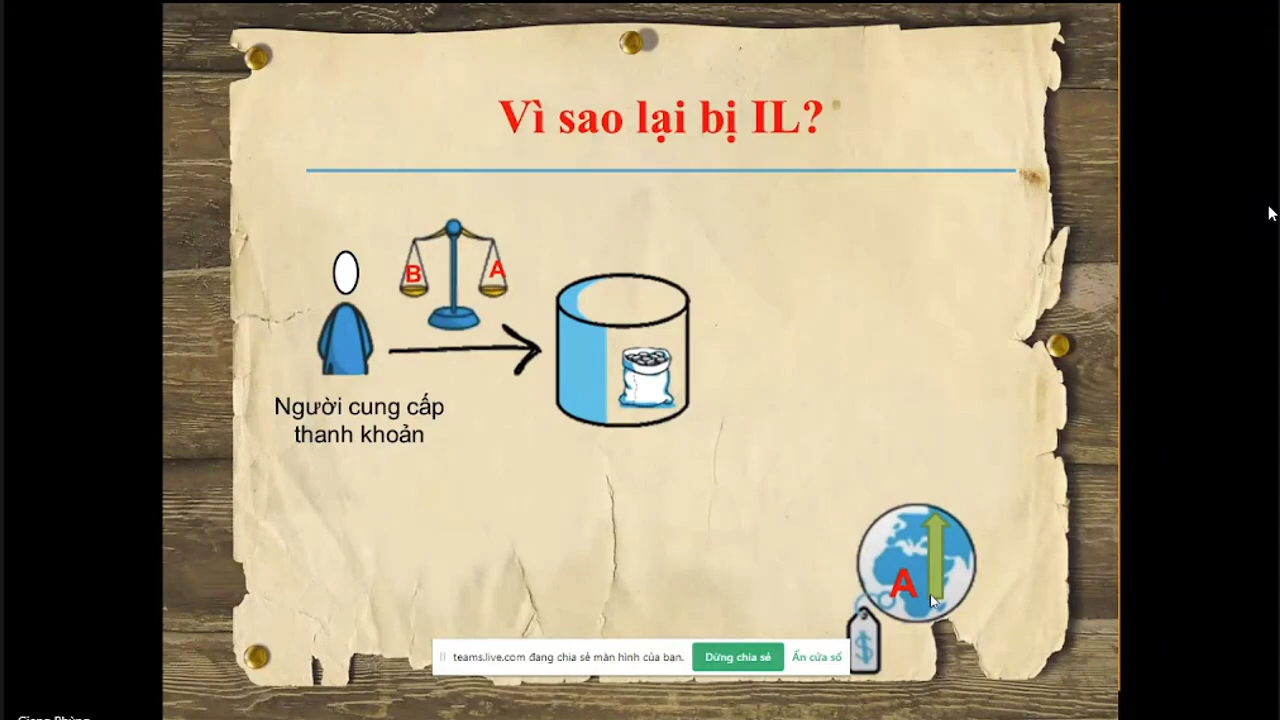 Vì sao lại bị IL?
B
A
Người cung cấp
thanh khoản
A
$
teams.live.com đang chia sẻ màn hình của bạn.
Dừng chia sẻ
Ẩn cửa sổ